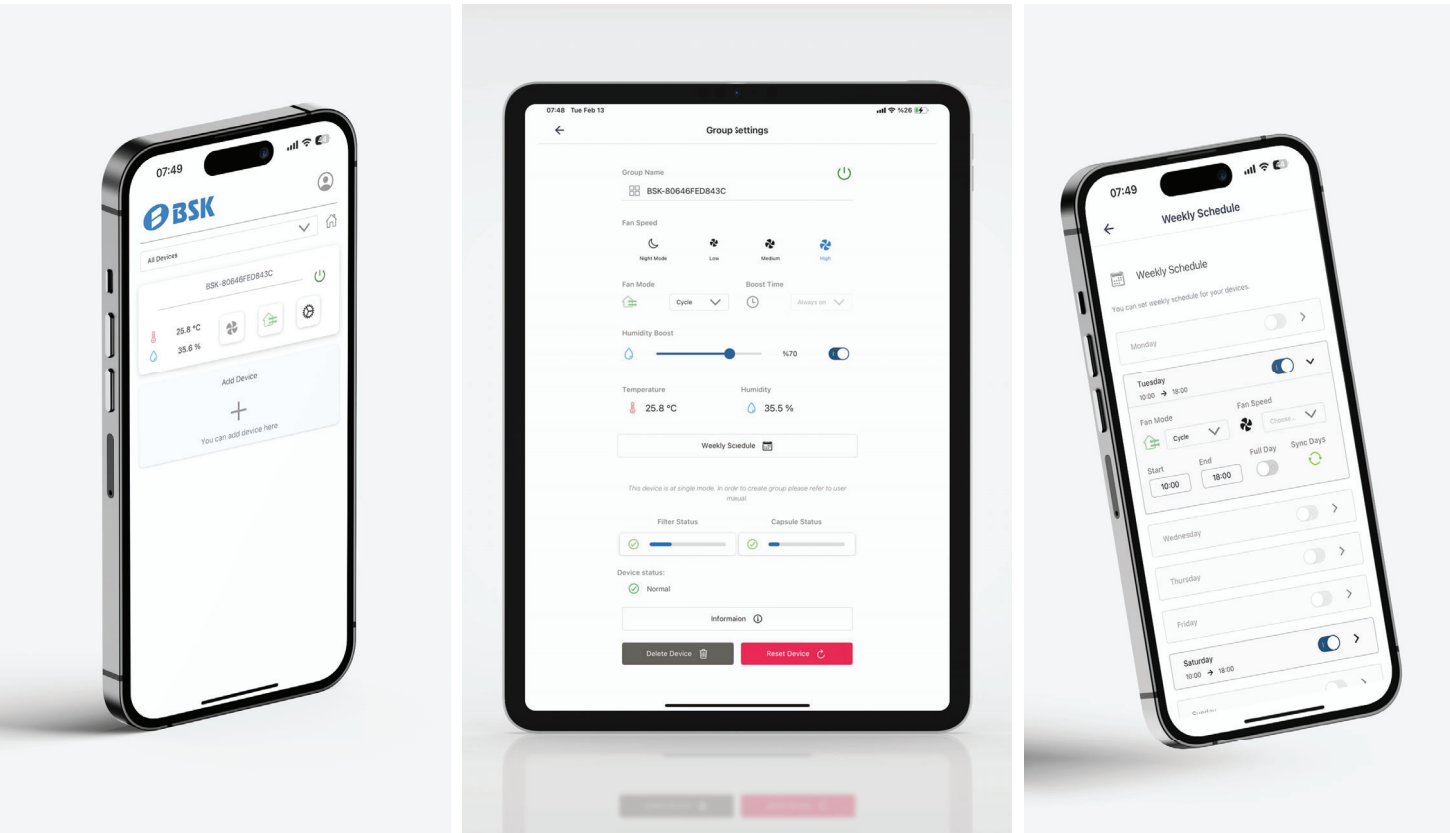 07:49
BSK
All Devices
BSK-80646FED843C
25.8 °C
35.6 %
Add Device
You can add device here
07:48 Tue Feb 13
%26
Group Settings
Group Name
BSK-80646FED843C
Fan Speed
Night Mode Low Medium High
Fan Mode Boost Time
Cycle Always on
Humidity Boost
%70
Temperature Humidity
25.8 °C 35.5 %
Weekly Scıedule
This device is at single mode, in ordır to create group please refer to user
manual.
Filter Status Capsule Status
Device status:
Normal
Informaion
Delete Device Reset Device
07:49
Weekly Schedule
Weekly Schedule
You can set weekly schedule for your devices.
Monday
Tuesday
10:00 → 18:00
Fan Mode Fan Speed
Cycle Choose...
Start End Full Day Sync Days
10:00 18:00
Wednesday
Thursday
Friday
Saturday
10:00 → 18:00
Sunday